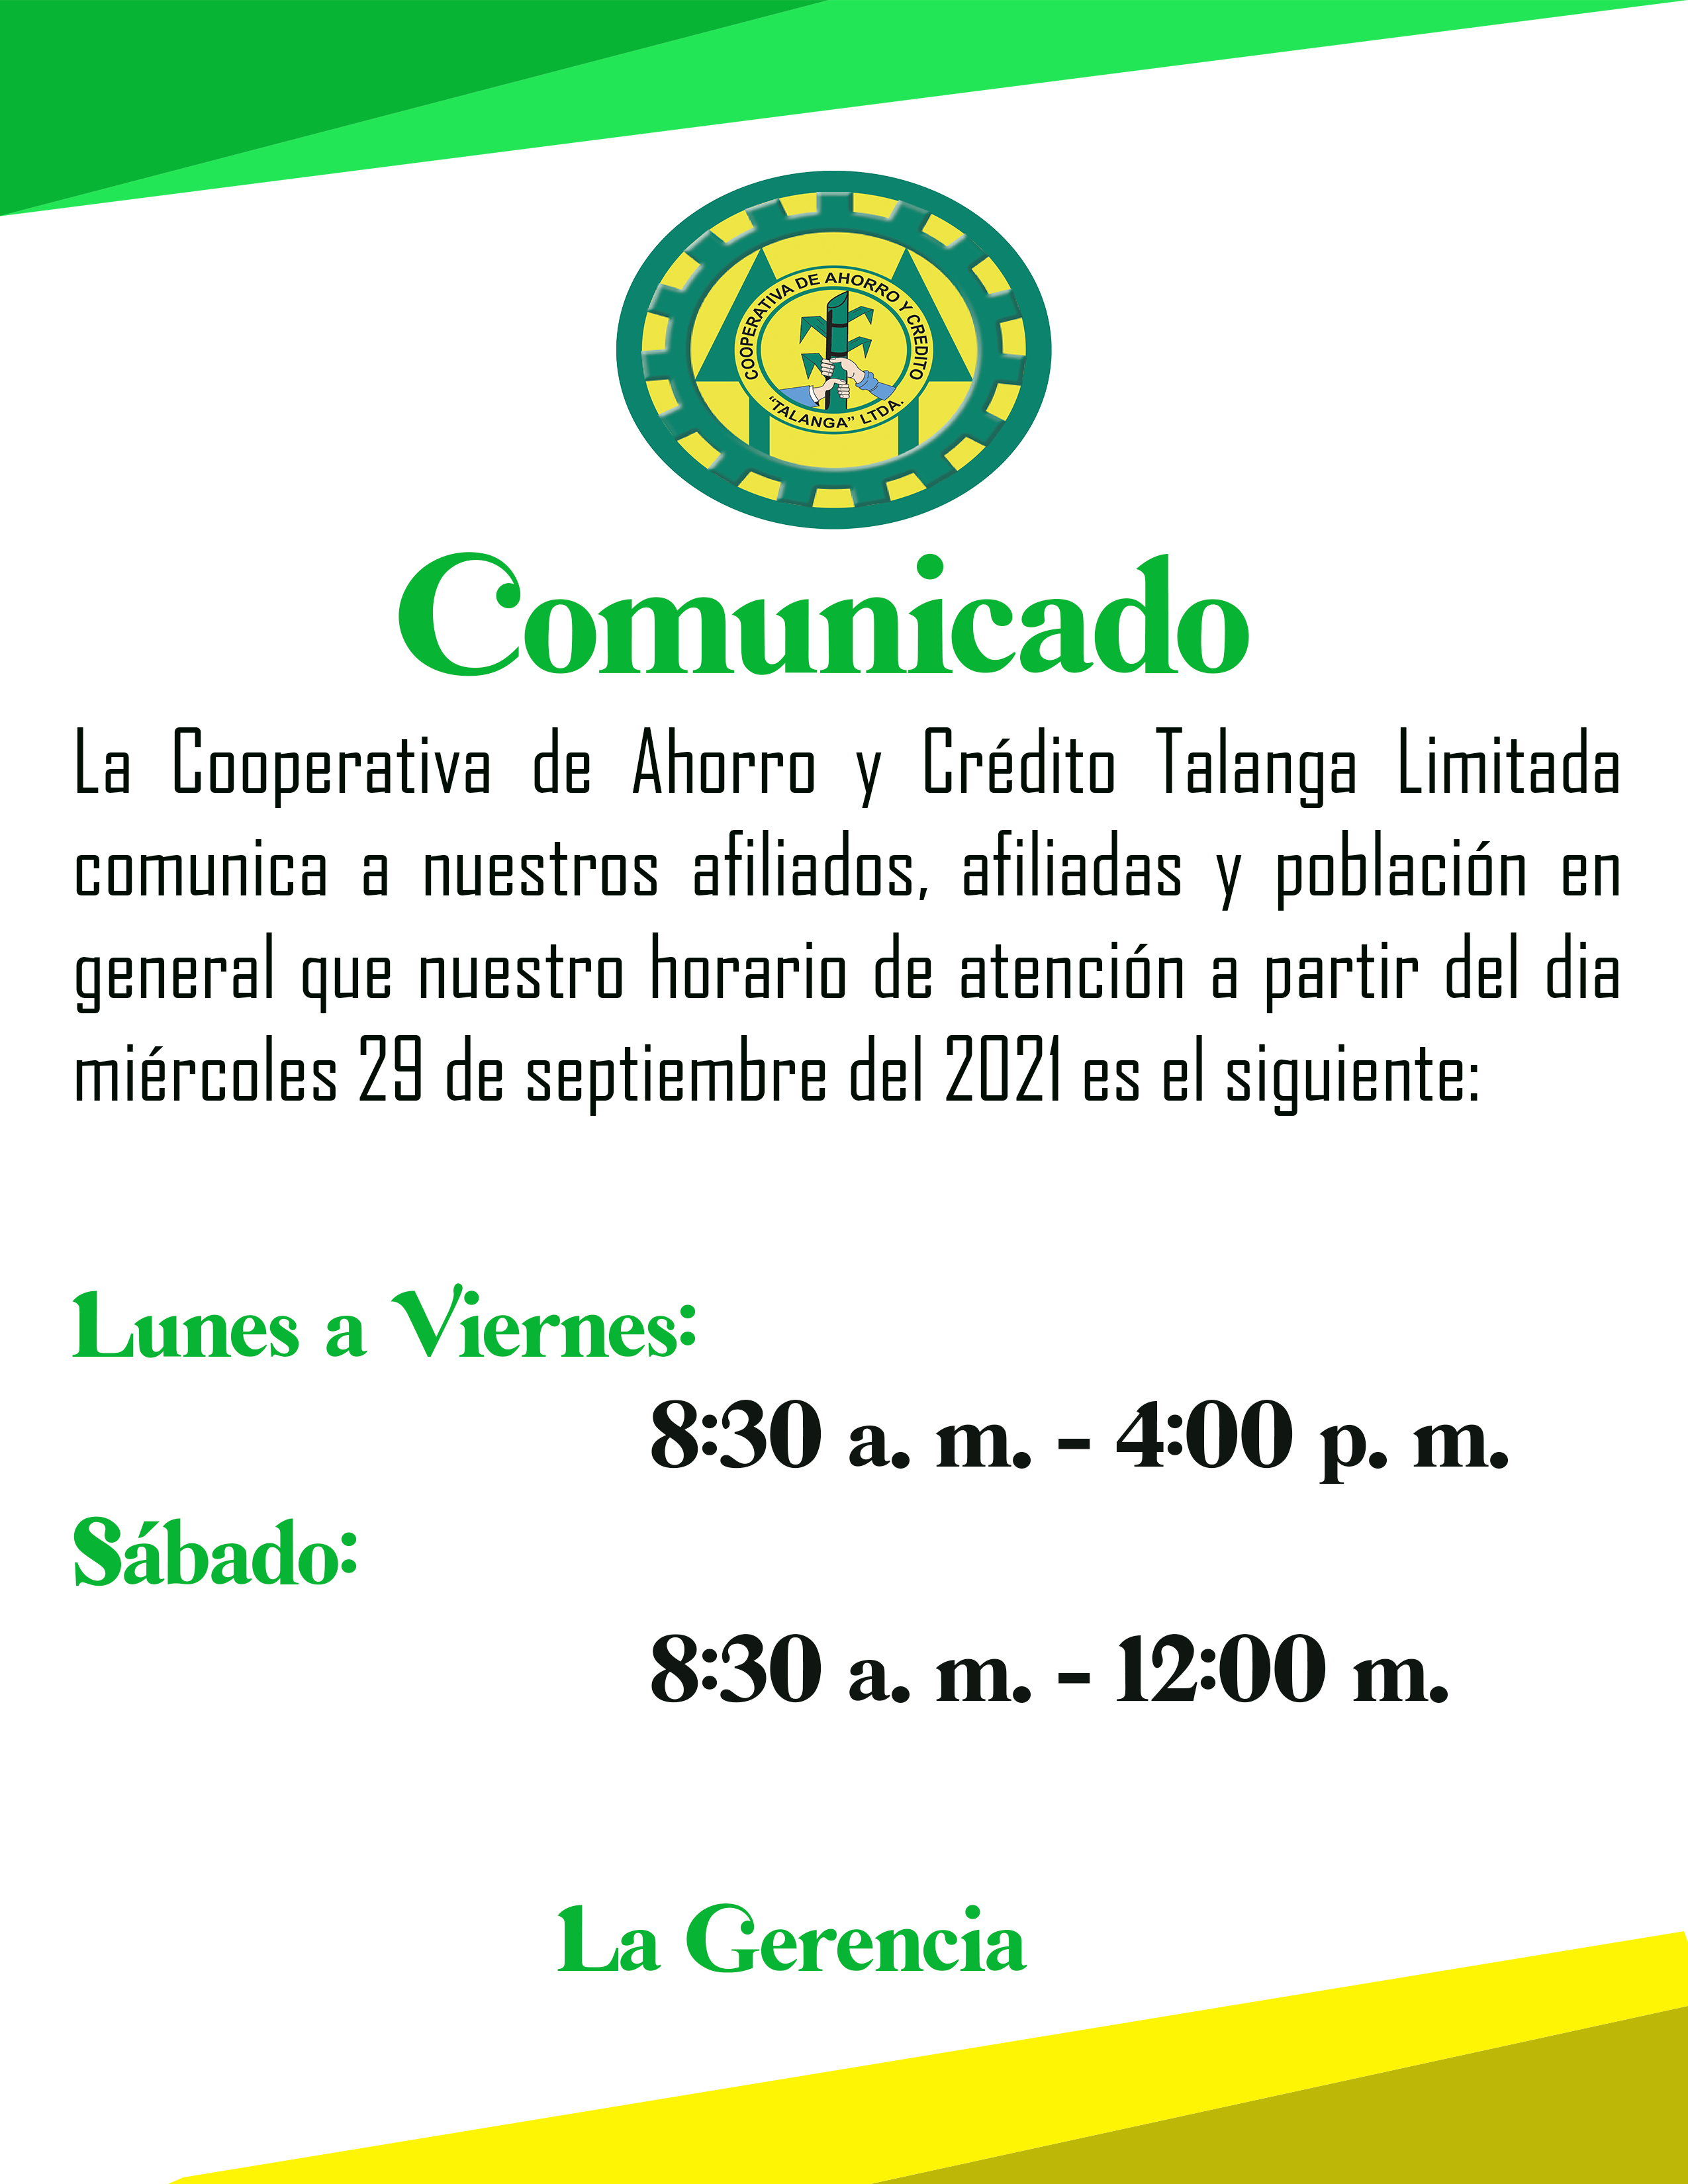 COOPERATIVA DE AHORRO Y CREDITO
“TALANGA” LTDA.
Comunicado
La Cooperativa de Ahorro y Crédito Talanga Limitada
comunica a nuestros afiliados, afiliadas y población en
general que nuestro horario de atención a partir del dia
miércoles 29 de septiembre del 2021 es el siguiente:
Lunes a Viernes:
8:30 a. m. - 4:00 p. m.
Sábado:
8:30 a. m. - 12:00 m.
La Gerencia